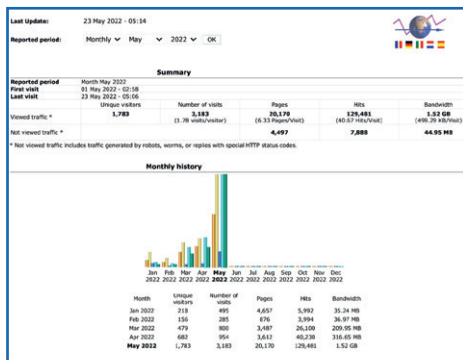 Last Update: 23 May 2022 - 05:14
Reported period: Monthly May 2022 OK
Summary
Reported period Month May 2022
First visit 01 May 2022 - 02:58
Last visit 23 May 2022 - 05:06
Unique visitors Number of visits Pages Hits Bandwidth
Viewed traffic * 1,783 3,183 20,170 129,481 1.52 GB
(1.78 visits/visitor) (6.33 Pages/Visit) (40.67 Hits/Visit) (499.29 KB/Visit)
Not viewed traffic * 4,497 7,888 44.95 MB
* Not viewed traffic includes traffic generated by robots, worms, or replies with special HTTP status codes.
Monthly history
Jan Feb Mar Apr May Jun Jul Aug Sep Oct Nov Dec
2022 2022 2022 2022 2022 2022 2022 2022 2022 2022 2022 2022
Month Unique visitors Number of visits Pages Hits Bandwidth
Jan 2022 218 495 4,657 5,992 35.24 MB
Feb 2022 156 285 876 3,994 36.97 MB
Mar 2022 479 800 3,487 26,100 209.95 MB
Apr 2022 682 954 3,612 40,230 316.65 MB
May 2022 1,783 3,183 20,170 129,481 1.52 GB